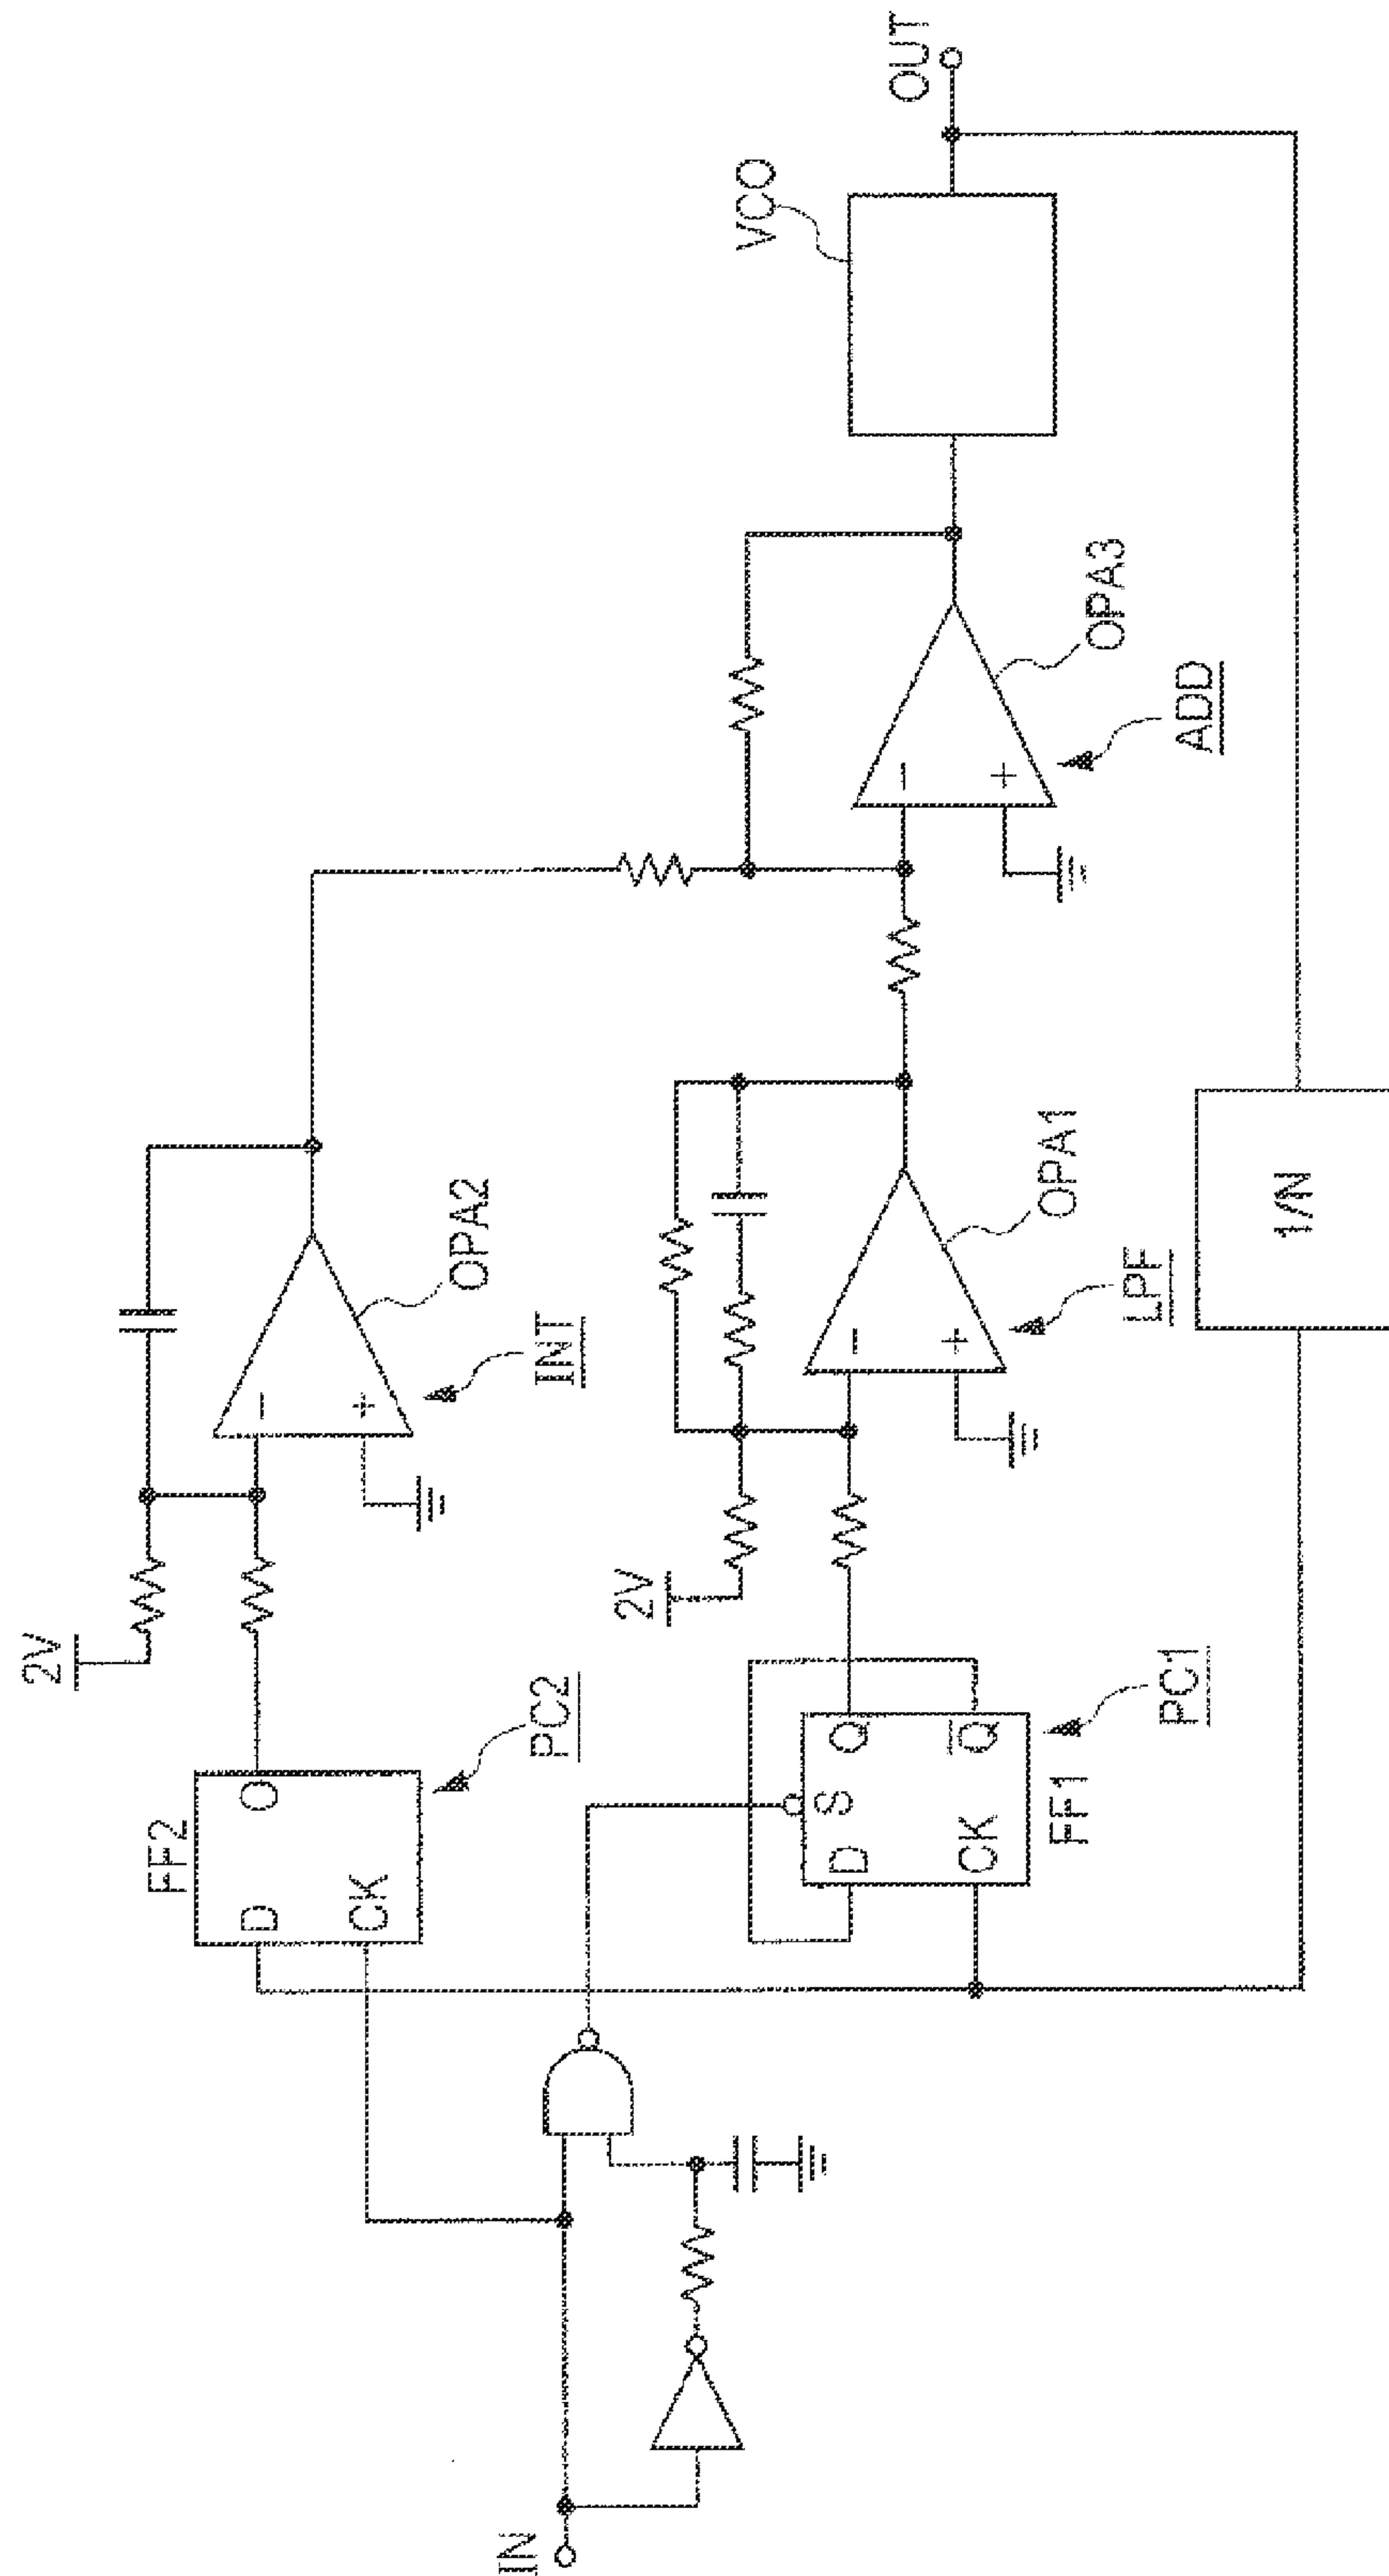 2V
FF2
D
O
CK
PC2
OPA2
INT
2V
D
S
Q
CK
Q
FF1
PC1
OPA1
LPF
OPA3
ADD
VCO
OUT
IN
1/N
−
+
−
+
−
+